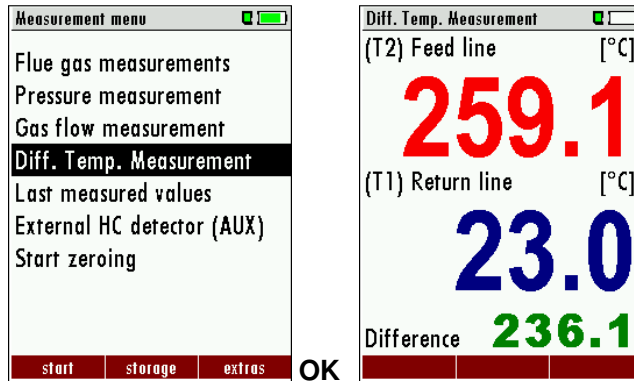 Measurement menu
Flue gas measurements
Pressure measurement
Gas flow measurement
Diff. Temp. Measurement
Last measured values
External HC detector (AUX)
Start zeroing
start storage extras
OK
Diff. Temp. Measurement
(T2) Feed line [°C]
259.1
(T1) Return line [°C]
23.0
Difference 236.1